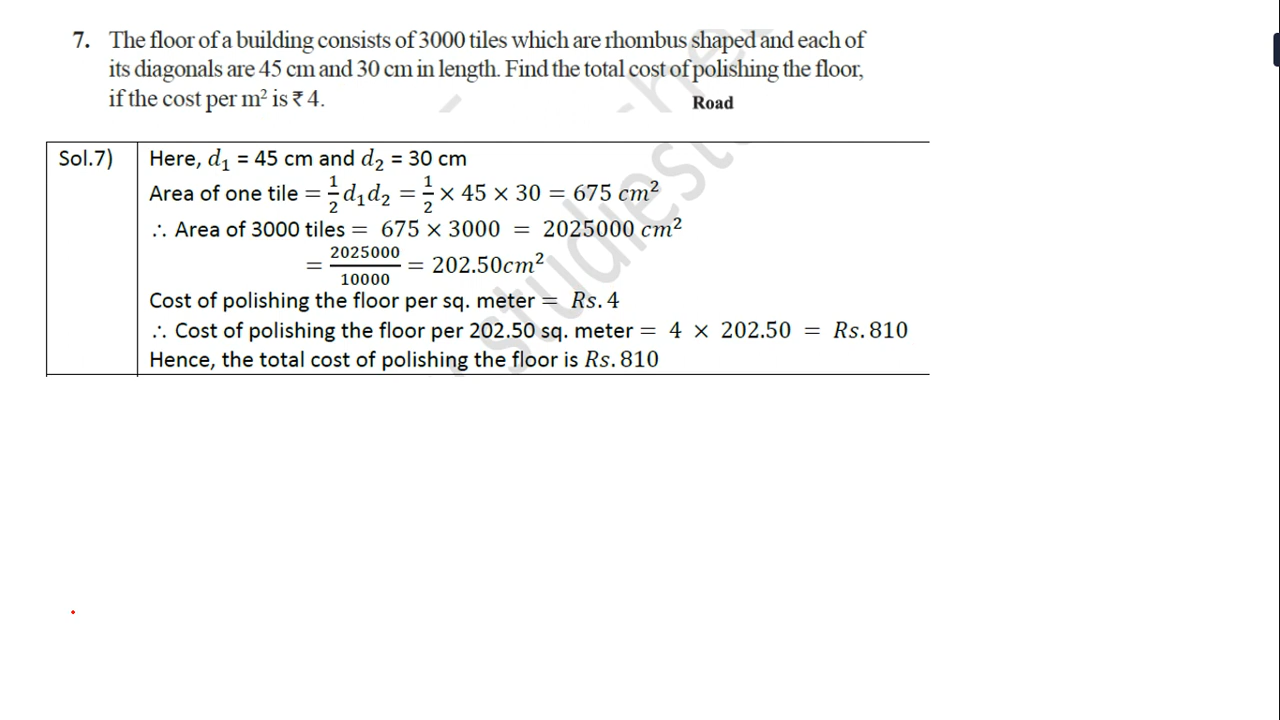 7. The floor of a building consists of 3000 tiles which are rhombus shaped and each of
its diagonals are 45 cm and 30 cm in length. Find the total cost of polishing the floor,
if the cost per m² is ₹ 4.
Road
Sol.7) Here, d₁ = 45 cm and d₂ = 30 cm
Area of one tile = 1/2 d₁d₂ = 1/2 × 45 × 30 = 675 cm²
∴ Area of 3000 tiles = 675 × 3000 = 2025000 cm²
= 2025000/10000 = 202.50cm²
Cost of polishing the floor per sq. meter = Rs. 4
∴ Cost of polishing the floor per 202.50 sq. meter = 4 × 202.50 = Rs. 810
Hence, the total cost of polishing the floor is Rs. 810